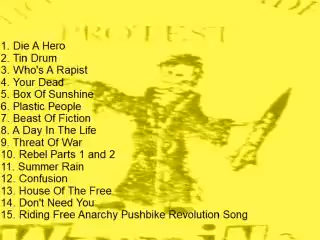 PROTEST
1. Die A Hero
2. Tin Drum
3. Who's A Rapist
4. Your Dead
5. Box Of Sunshine
6. Plastic People
7. Beast Of Fiction
8. A Day In The Life
9. Threat Of War
10. Rebel Parts 1 and 2
11. Summer Rain
12. Confusion
13. House Of The Free
14. Don't Need You
15. Riding Free Anarchy Pushbike Revolution Song